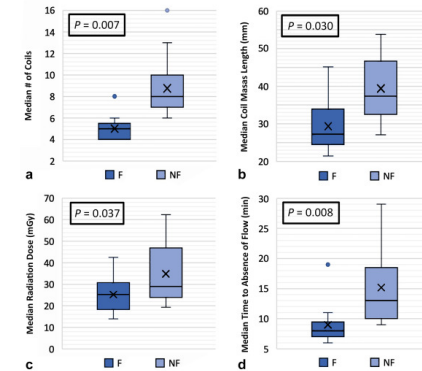 Median # of Coils
16
14
12
10
8
6
4
2
P = 0.007
a
F
NF
Median Coil Masas Length (mm)
60
50
40
30
20
P = 0.030
b
F
NF
Median Radiation Dose (mGy)
70
60
50
40
30
20
10
0
P = 0.037
c
F
NF
Median Time to Absence of Flow (min)
30
25
20
15
10
5
P = 0.008
d
F
NF